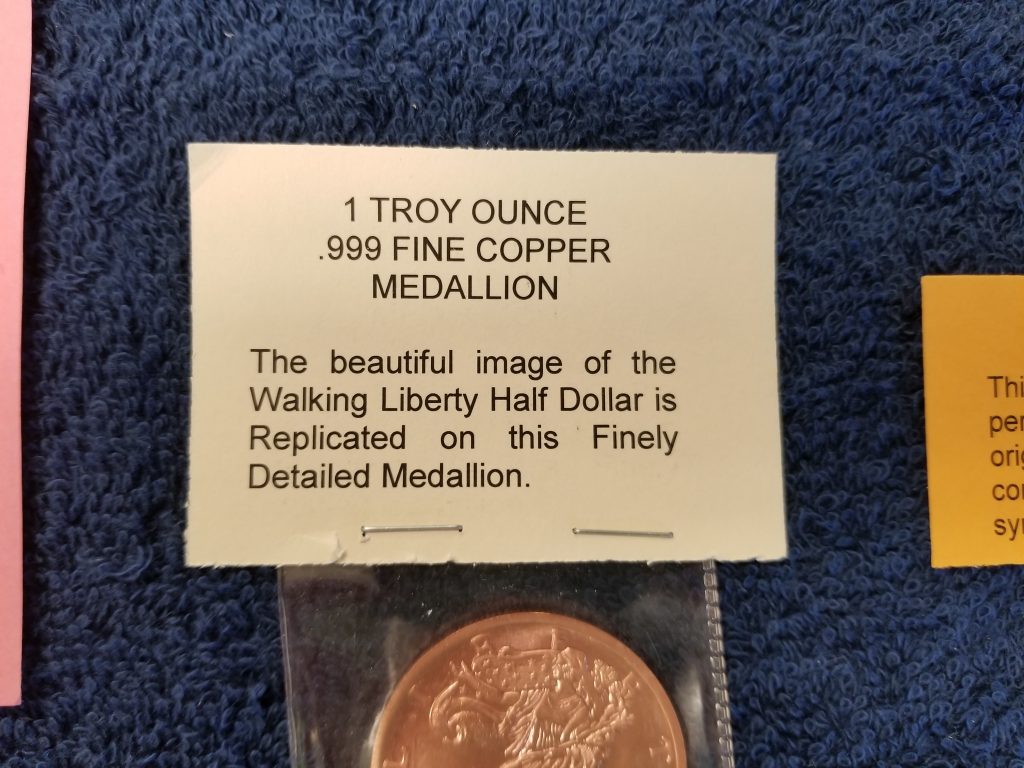 1 TROY OUNCE
.999 FINE COPPER
MEDALLION
The beautiful image of the
Walking Liberty Half Dollar is
Replicated on this Finely
Detailed Medallion.